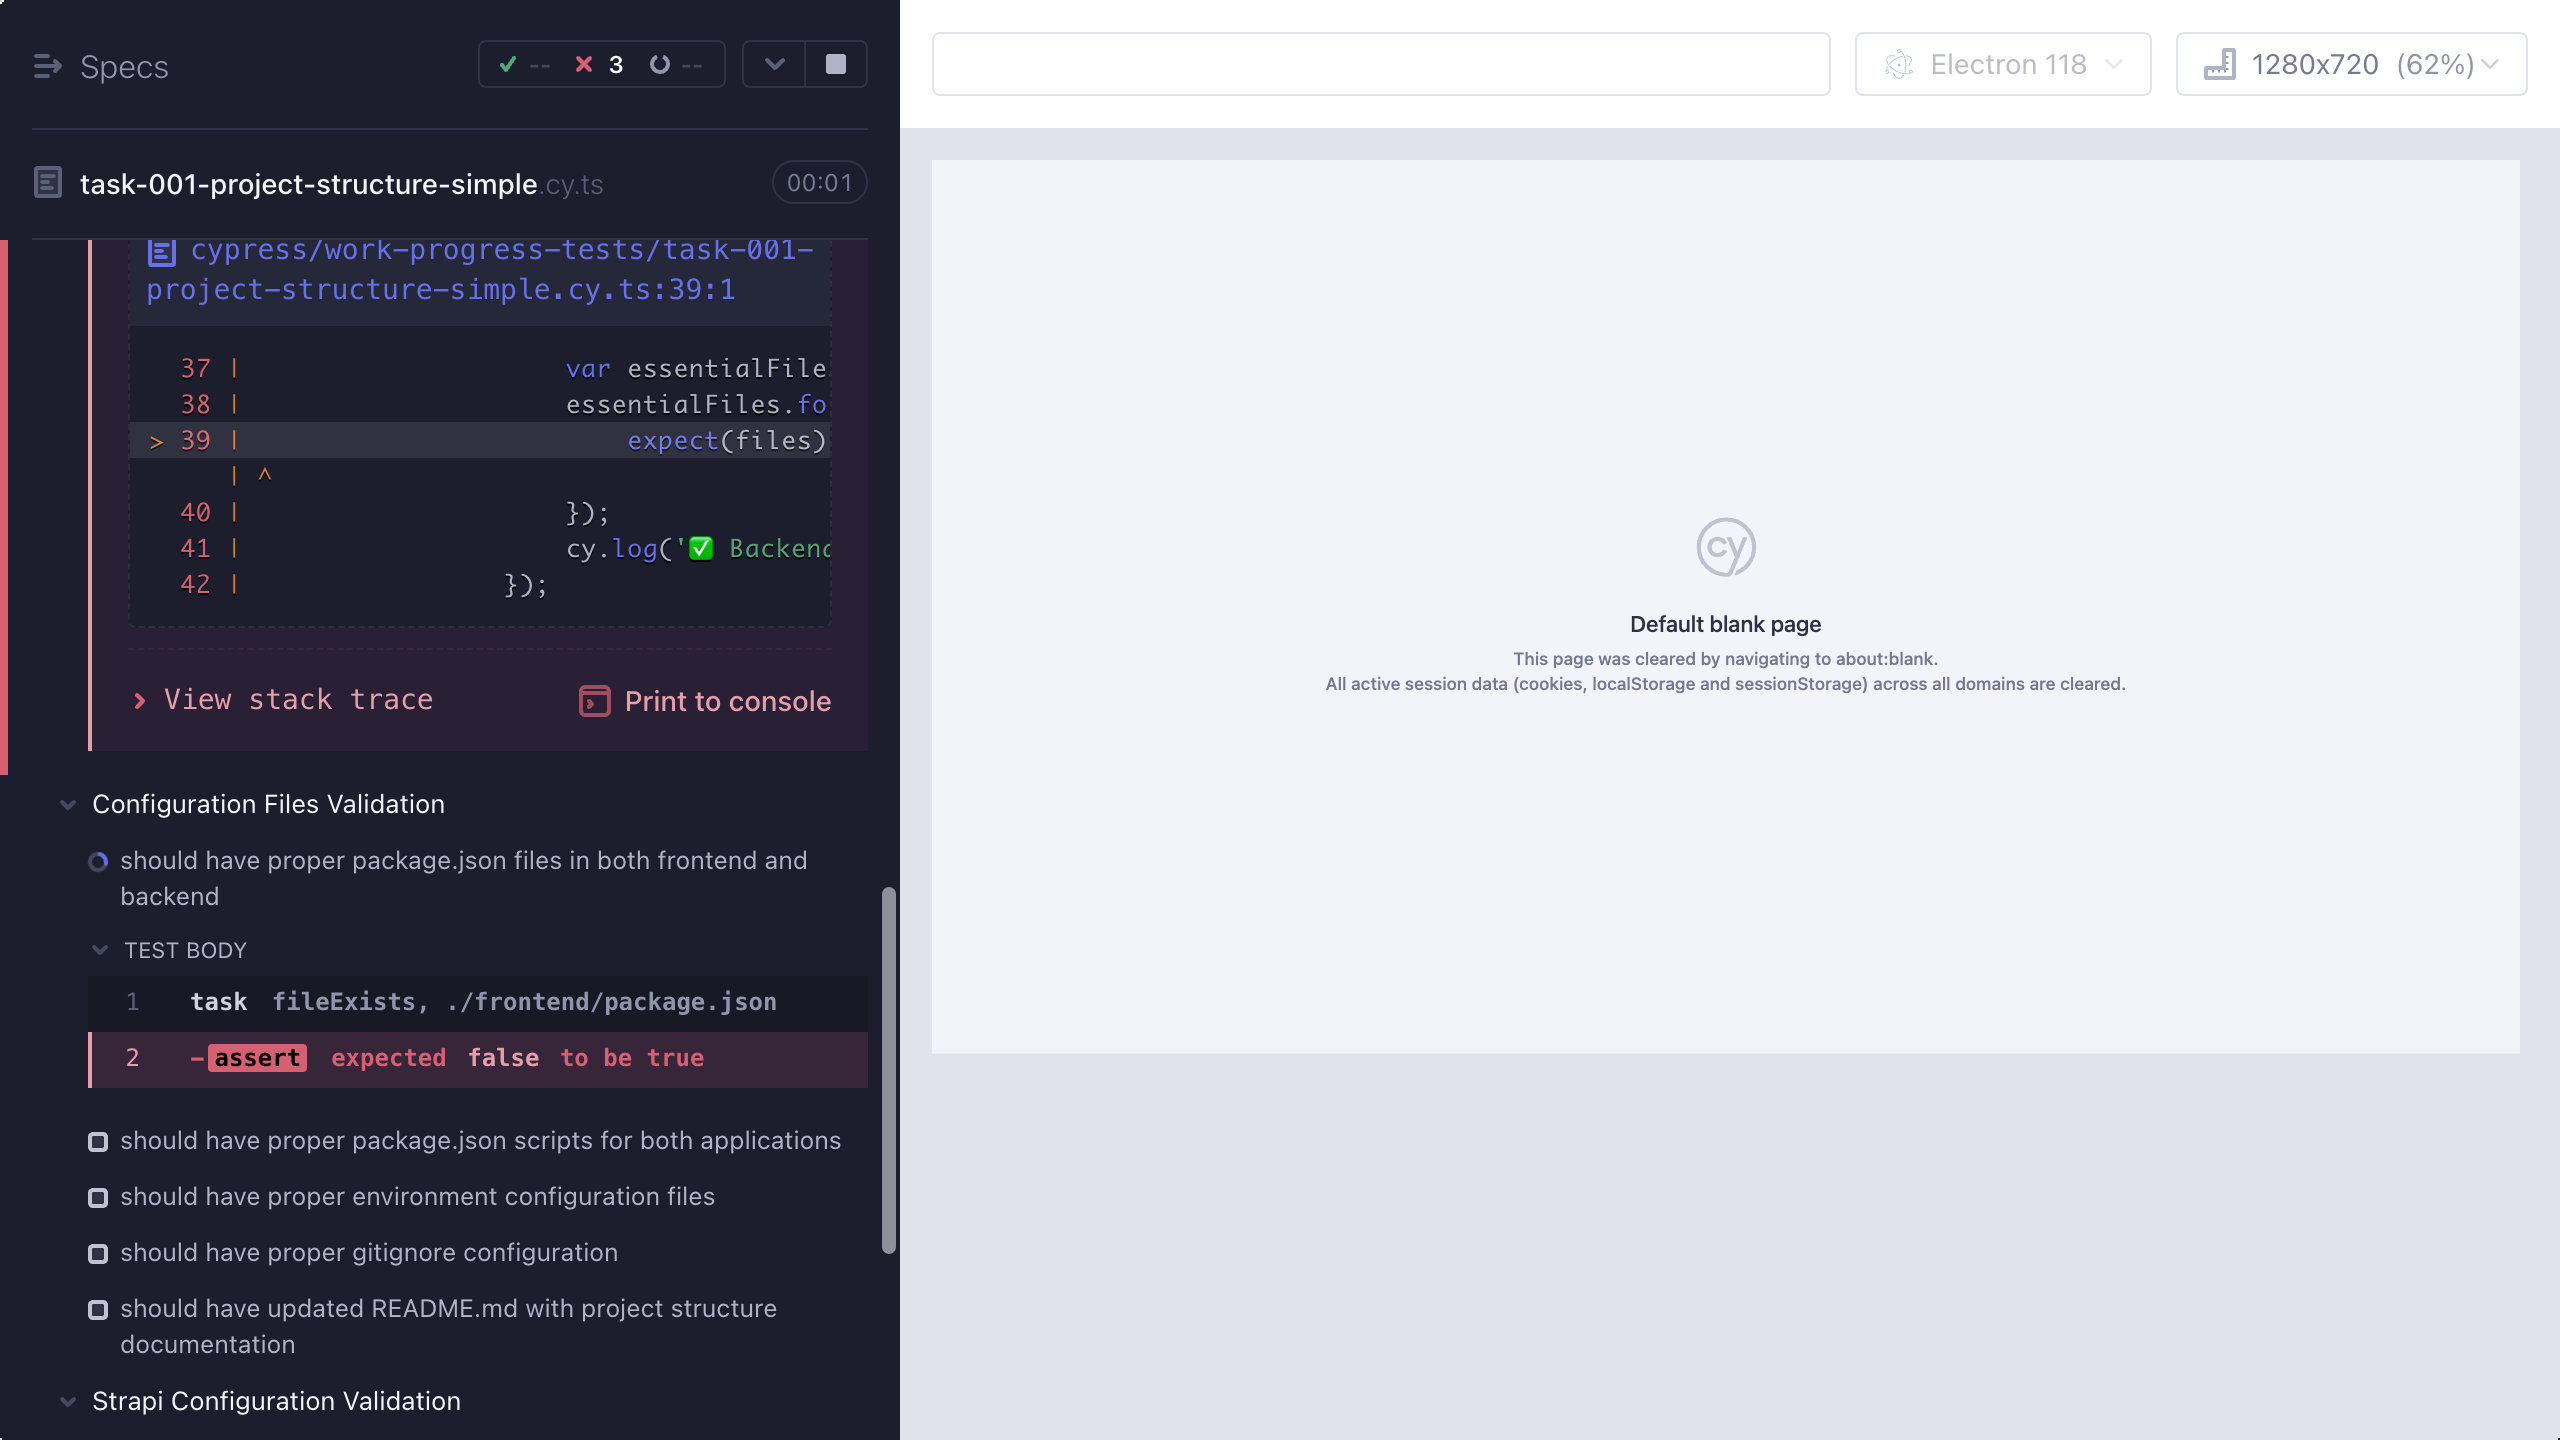 Specs
-- 3 --
task-001-project-structure-simple.cy.ts
00:01
cypress/work-progress-tests/task-001-
project-structure-simple.cy.ts:39:1
37 | var essentialFile
38 | essentialFiles.fo
> 39 | expect(files)
| ^
40 | });
41 | cy.log('✅ Backend
42 | });
View stack trace
Print to console
Configuration Files Validation
should have proper package.json files in both frontend and
backend
TEST BODY
1 task fileExists, ./frontend/package.json
2 -assert expected false to be true
should have proper package.json scripts for both applications
should have proper environment configuration files
should have proper gitignore configuration
should have updated README.md with project structure
documentation
Strapi Configuration Validation
Electron 118
1280x720 (62%)
cy
Default blank page
This page was cleared by navigating to about:blank.
All active session data (cookies, localStorage and sessionStorage) across all domains are cleared.